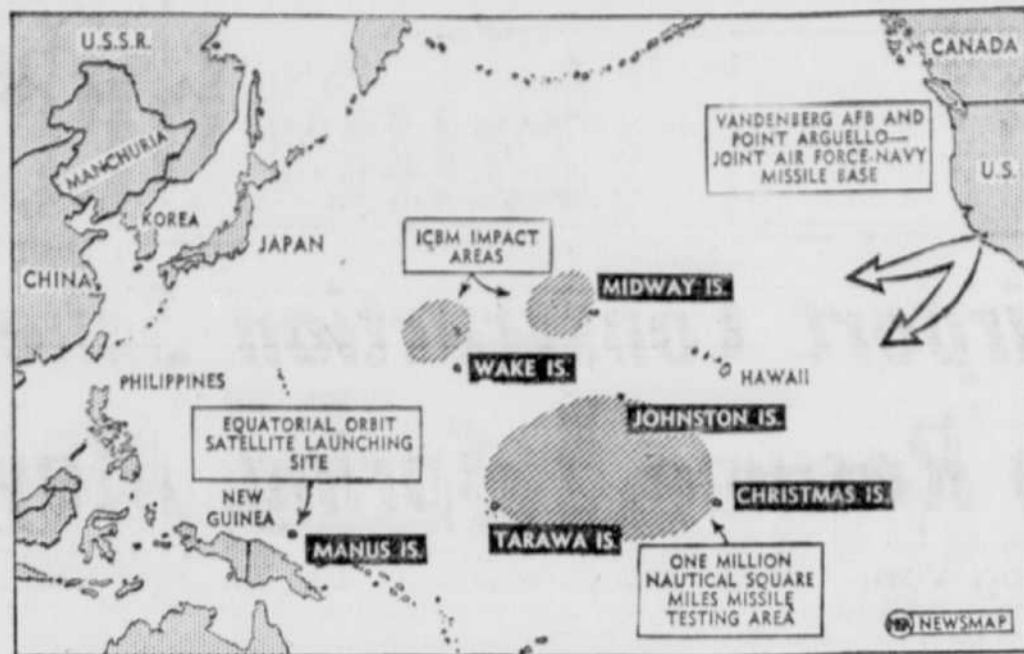 U.S.S.R.
CANADA
VANDENBERG AFB AND
POINT ARGUELLO—
JOINT AIR FORCE-NAVY
MISSILE BASE
U.S.
MANCHURIA
KOREA
JAPAN
CHINA
ICBM IMPACT
AREAS
MIDWAY IS.
WAKE IS.
HAWAII
PHILIPPINES
JOHNSTON IS.
EQUATORIAL ORBIT
SATELLITE LAUNCHING
SITE
NEW
GUINEA
MANUS IS.
CHRISTMAS IS.
TARAWA IS.
ONE MILLION
NAUTICAL SQUARE
MILES MISSILE
TESTING AREA
NEA NEWSMAP